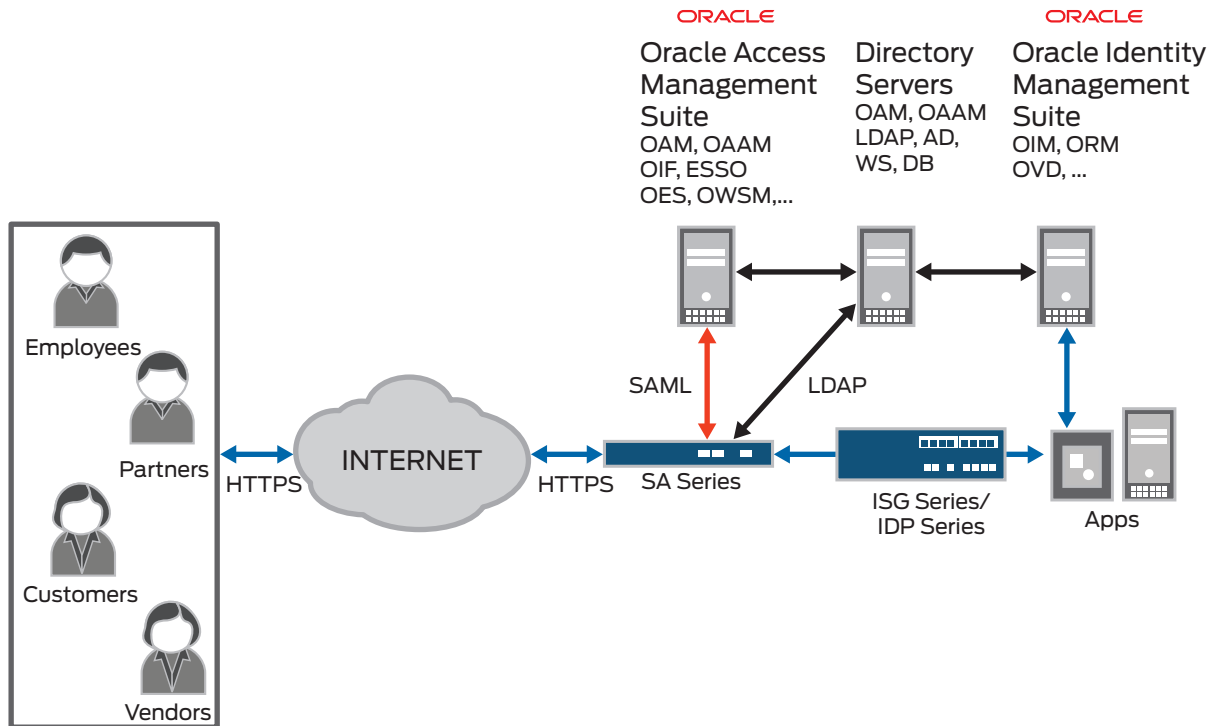 ORACLE
Oracle Access
Management
Suite
OAM, OAAM
OIF, ESSO
OES, OWSM,...
Directory
Servers
OAM, OAAM
LDAP, AD,
WS, DB
ORACLE
Oracle Identity
Management
Suite
OIM, ORM
OVD, ...
Employees
Partners
Customers
Vendors
HTTPS
INTERNET
HTTPS
SAML
LDAP
SA Series
ISG Series/
IDP Series
Apps